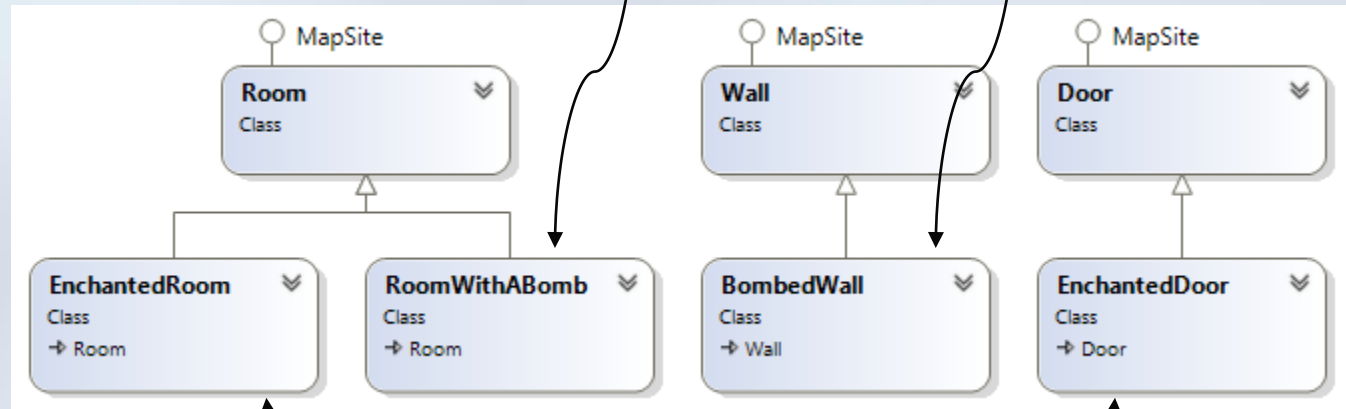 MapSite
MapSite
MapSite
Room
Class
Wall
Class
Door
Class
EnchantedRoom
Class
Room
RoomWithABomb
Class
Room
BombedWall
Class
Wall
EnchantedDoor
Class
Door